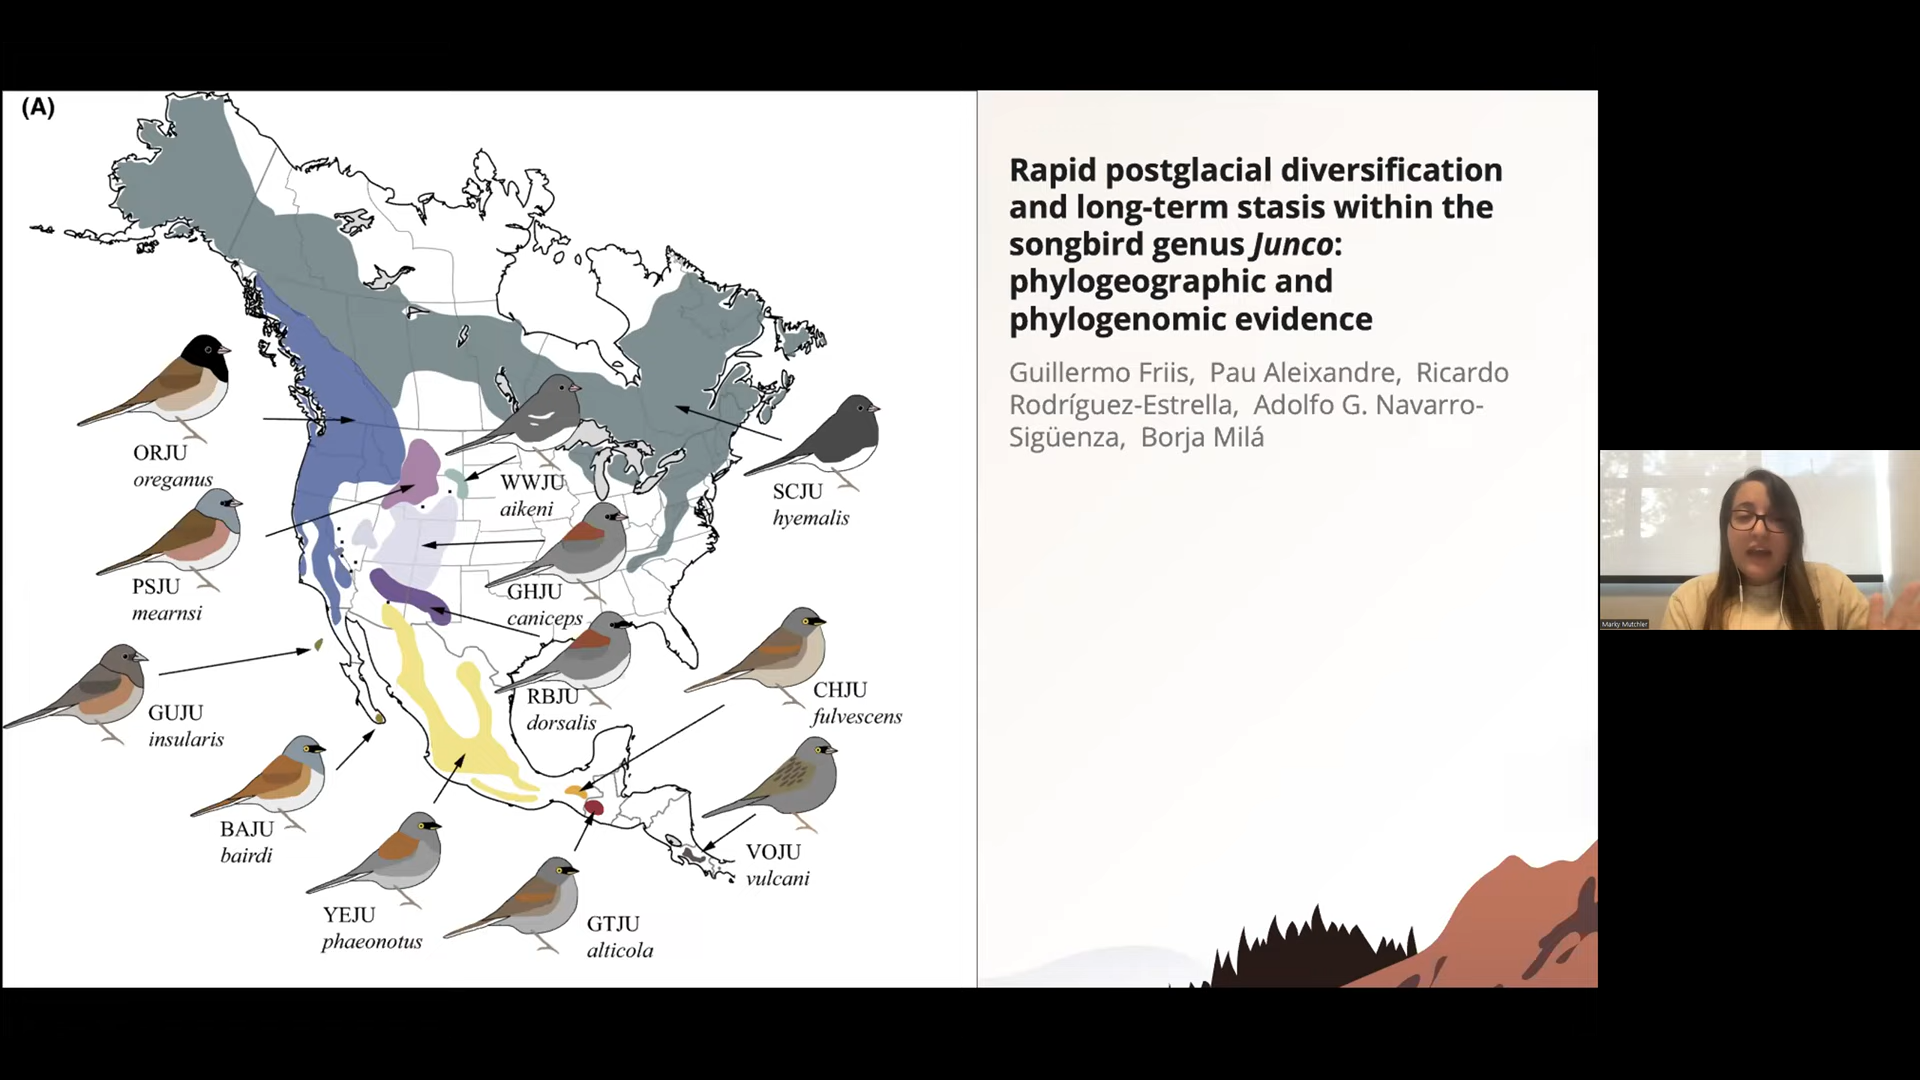 (A)
ORJU
oreganus
PSJU
mearnsi
GUJU
insularis
BAJU
bairdi
YEJU
phaeonotus
GTJU
alticola
VOJU
vulcani
CHJU
fulvescens
RBJU
dorsalis
GHJU
caniceps
WWJU
aikeni
SCJU
hyemalis
Rapid postglacial diversification
and long-term stasis within the
songbird genus Junco:
phylogeographic and
phylogenomic evidence
Guillermo Friis, Pau Aleixandre, Ricardo
Rodríguez-Estrella, Adolfo G. Navarro-
Sigüenza, Borja Milá
Marky Mutchler